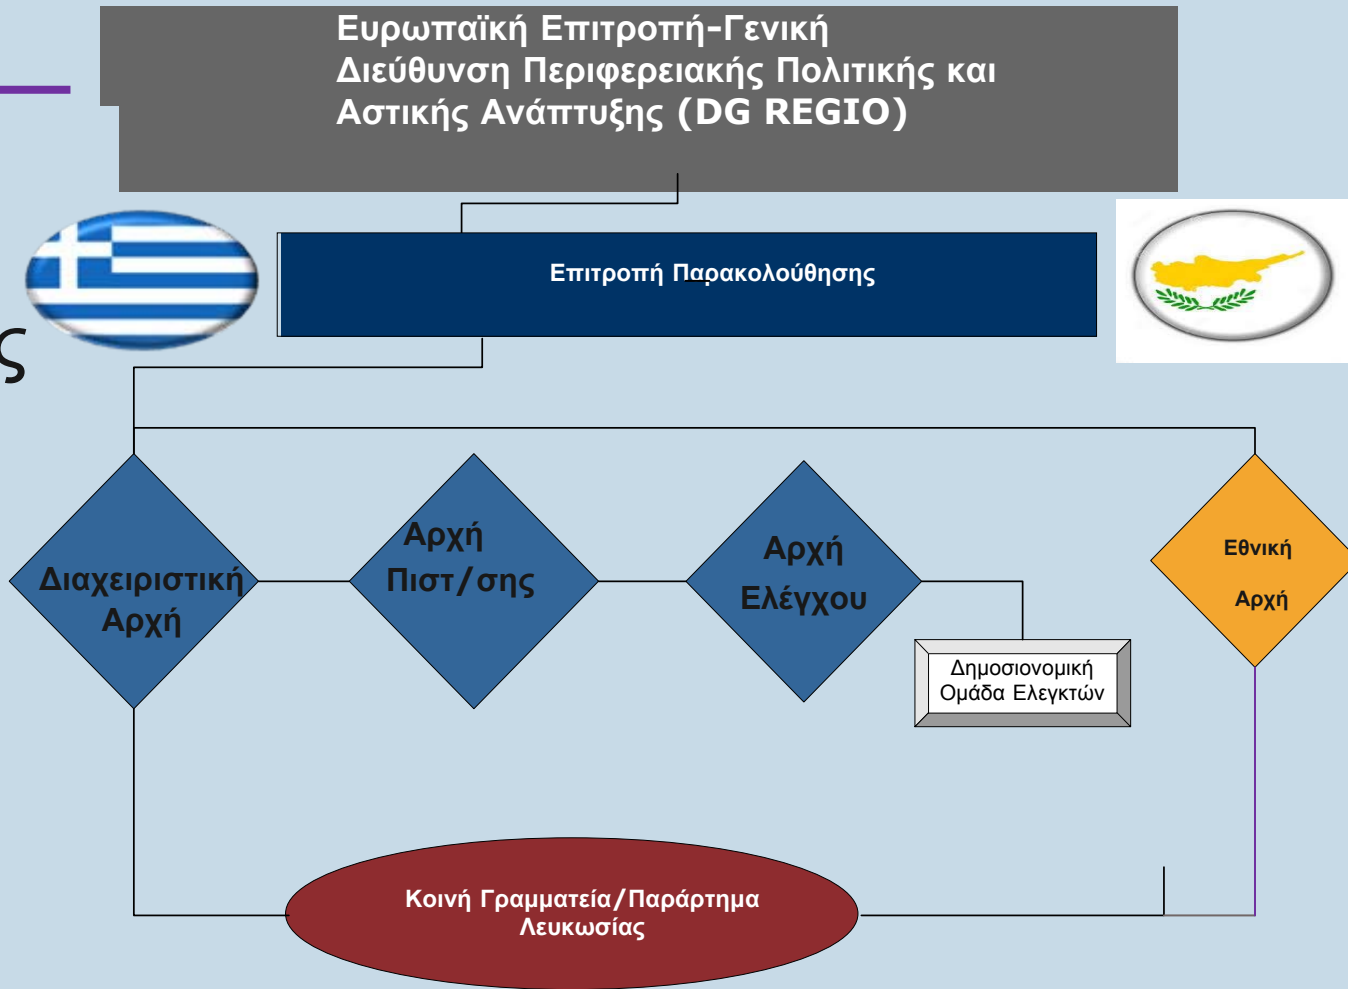 Ευρωπαϊκή Επιτροπή-Γενική
Διεύθυνση Περιφερειακής Πολιτικής και
Αστικής Ανάπτυξης (DG REGIO)
Επιτροπή Παρακολούθησης
ς
Διαχειριστική
Αρχή
Αρχή
Πιστ/σης
Αρχή
Ελέγχου
Εθνική
Αρχή
Δημοσιονομική
Ομάδα Ελεγκτών
Κοινή Γραμματεία/Παράρτημα
Λευκωσίας